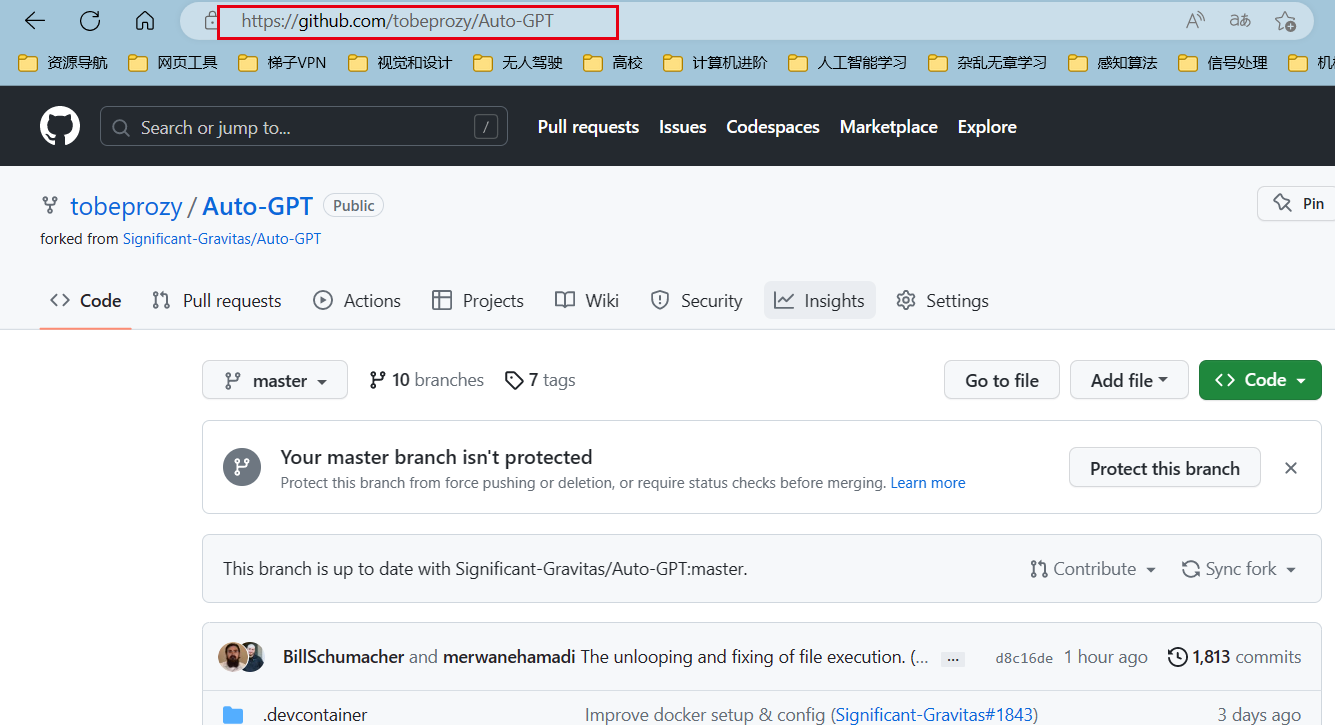 https://github.com/tobeprozy/Auto-GPT
A あ
资源导航 网页工具 梯子VPN 视觉和设计 无人驾驶 高校 计算机进阶 人工智能学习 杂乱无章学习 感知算法 信号处理
Search or jump to... / Pull requests Issues Codespaces Marketplace Explore
tobeprozy / Auto-GPT Public Pin
forked from Significant-Gravitas/Auto-GPT
Code Pull requests Actions Projects Wiki Security Insights Settings
master 10 branches 7 tags Go to file Add file Code
Your master branch isn't protected
Protect this branch from force pushing or deletion, or require status checks before merging. Learn more Protect this branch
This branch is up to date with Significant-Gravitas/Auto-GPT:master. Contribute Sync fork
BillSchumacher and merwanehamadi The unlooping and fixing of file execution. (... ... d8c16de 1 hour ago 1,813 commits
.devcontainer Improve docker setup & config (Significant-Gravitas#1843) 3 days ago